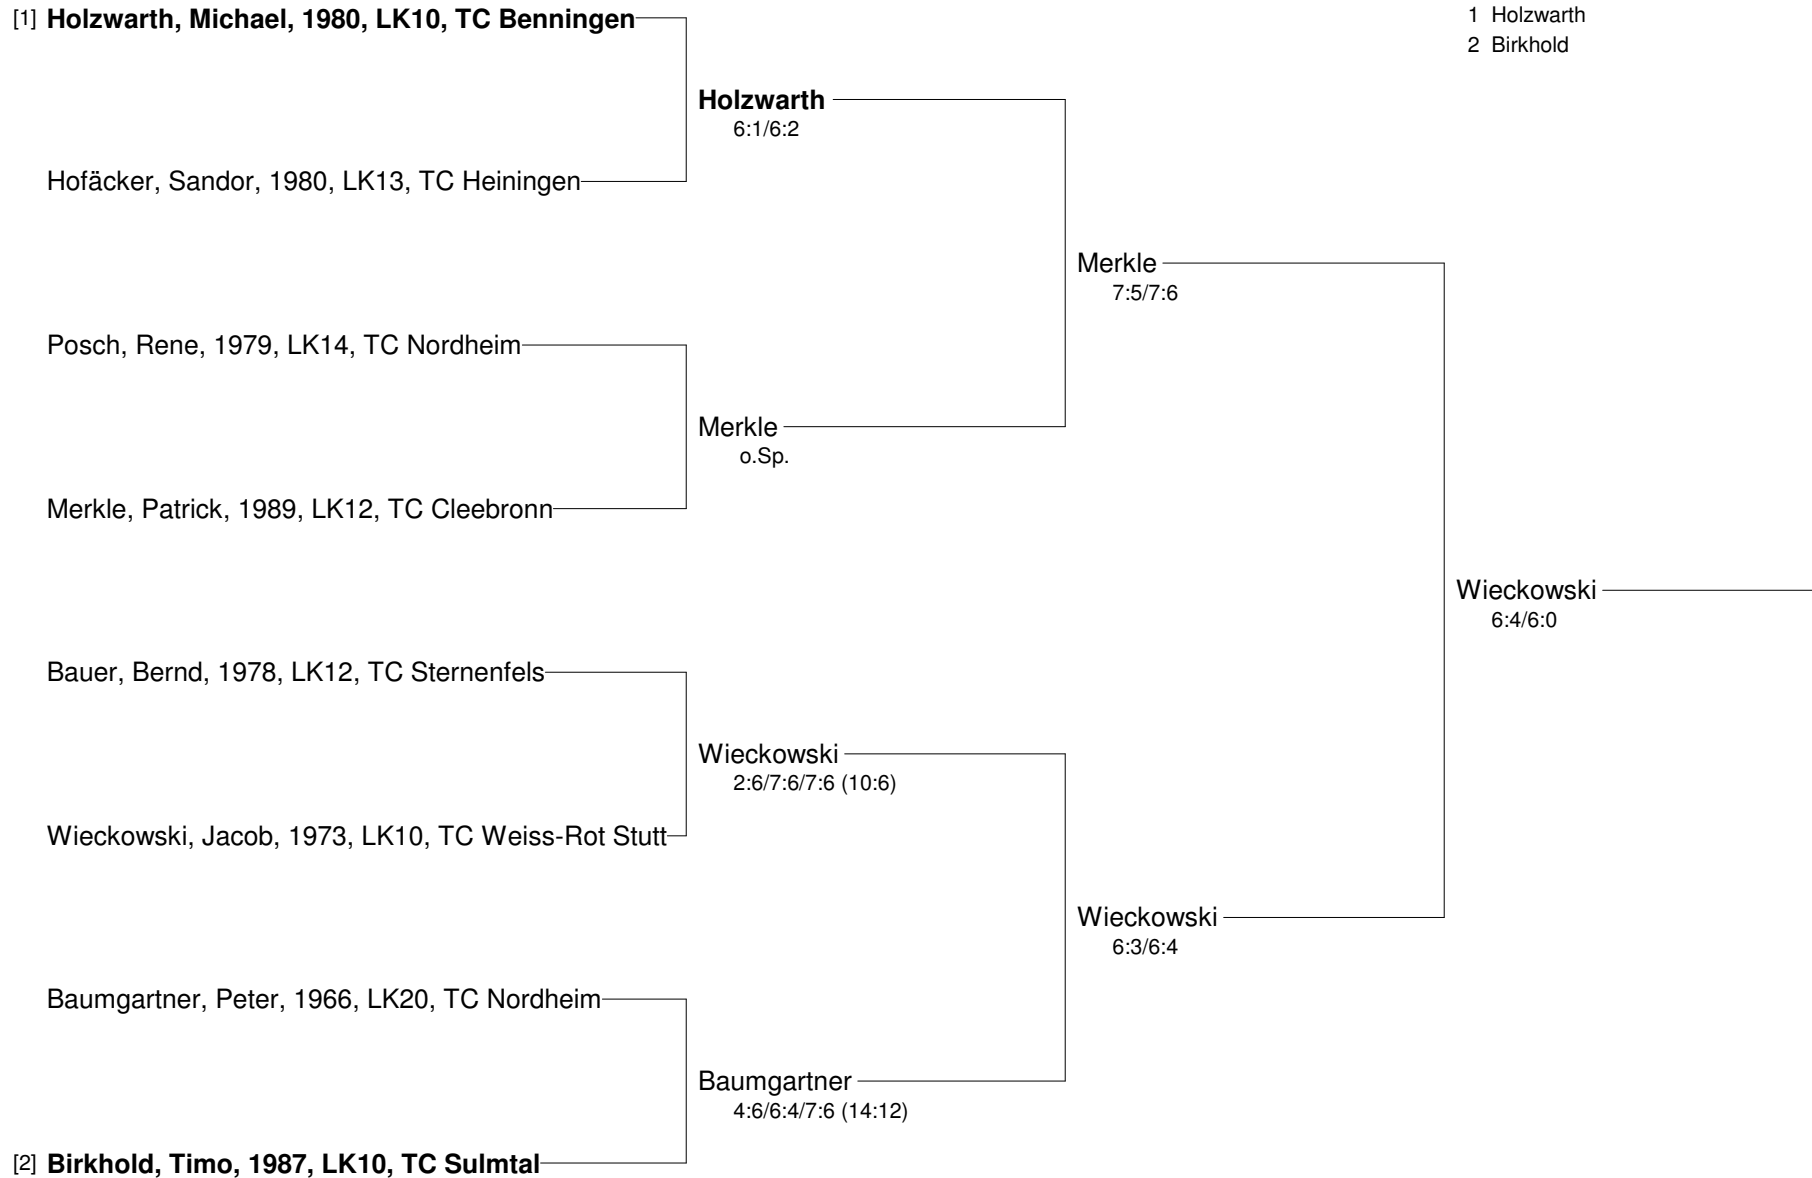 [1] Holzwarth, Michael, 1980, LK10, TC Benningen
1 Holzwarth
2 Birkhold
Holzwarth
6:1/6:2
Hofäcker, Sandor, 1980, LK13, TC Heiningen
Merkle
7:5/7:6
Posch, Rene, 1979, LK14, TC Nordheim
Merkle
o.Sp.
Merkle, Patrick, 1989, LK12, TC Cleebronn
Wieckowski
6:4/6:0
Bauer, Bernd, 1978, LK12, TC Sternenfels
Wieckowski
2:6/7:6/7:6 (10:6)
Wieckowski, Jacob, 1973, LK10, TC Weiss-Rot Stutt
Wieckowski
6:3/6:4
Baumgartner, Peter, 1966, LK20, TC Nordheim
Baumgartner
4:6/6:4/7:6 (14:12)
[2] Birkhold, Timo, 1987, LK10, TC Sulmtal